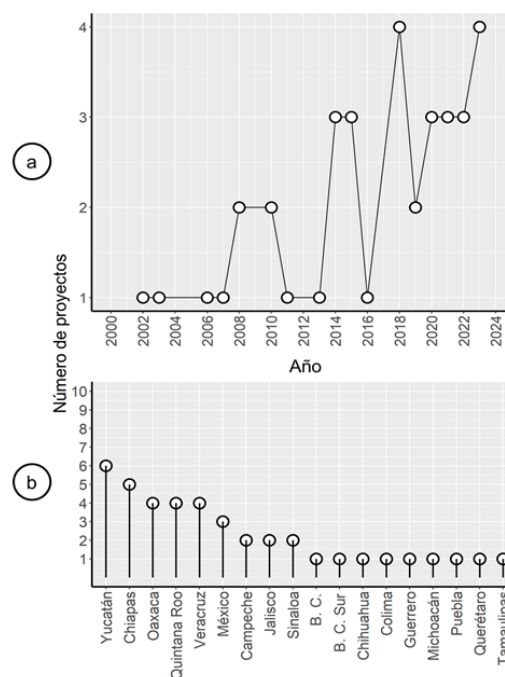 a
Número de proyectos
4
3
2
1
2000
2002
2004
2006
2008
2010
2012
2014
2016
2018
2020
2022
2024
Año
b
10
9
8
7
6
5
4
3
2
1
Yucatán
Chiapas
Oaxaca
Quintana Roo
Veracruz
México
Campeche
Jalisco
Sinaloa
B. C.
B. C. Sur
Chihuahua
Colima
Guerrero
Michoacán
Puebla
Querétaro
Tamaulipas